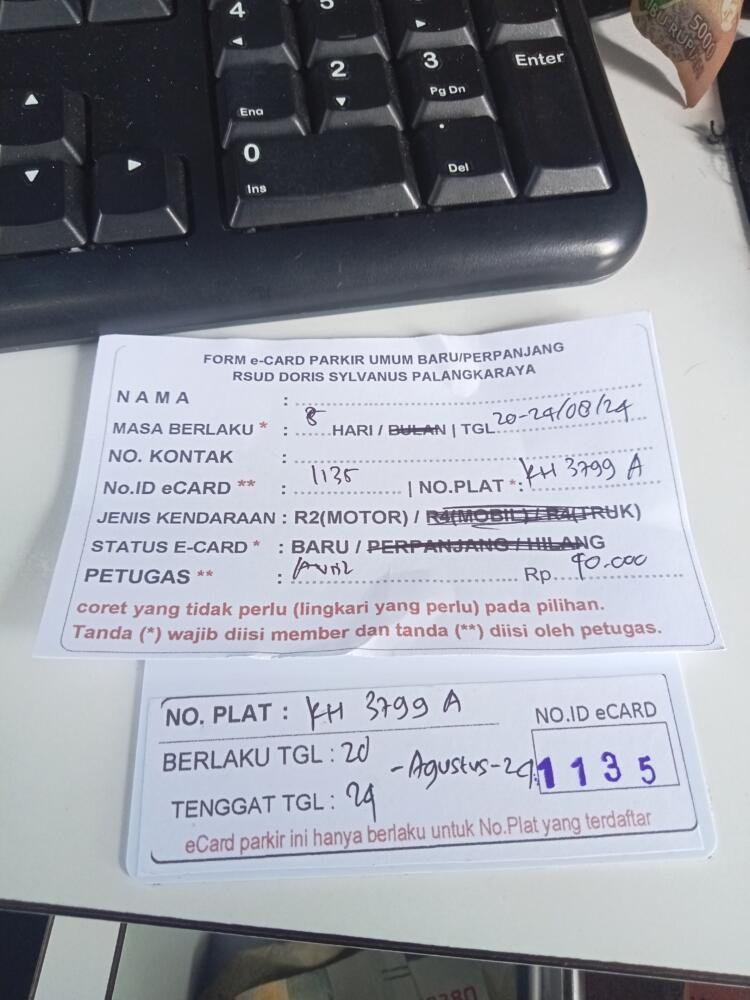 4
5
2
3
Pg Dn
Enter
End
0
Ins
.
Del
5000
RUPIAH
FORM e-CARD PARKIR UMUM BARU/PERPANJANG
RSUD DORIS SYLVANUS PALANGKARAYA
NAMA :
MASA BERLAKU * : HARI / BULAN | TGL 20-24/08/24
NO. KONTAK :
No.ID eCARD ** : 1135 | NO.PLAT *: KH 3799 A
JENIS KENDARAAN : R2(MOTOR) / R4(MOBIL) / R4(TRUK)
STATUS E-CARD * : BARU / PERPANJANG / HILANG
PETUGAS ** : Rp. 90.000
coret yang tidak perlu (lingkari yang perlu) pada pilihan.
Tanda (*) wajib diisi member dan tanda (**) diisi oleh petugas.
NO. PLAT : KH 3799 A
NO.ID eCARD
1135
BERLAKU TGL : 20
-Agustus-24
TENGGAT TGL : 24
eCard parkir ini hanya berlaku untuk No.Plat yang terdaftar